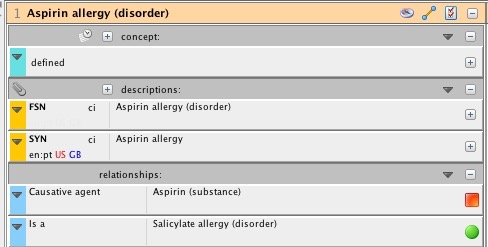 1 Aspirin allergy (disorder)
concept:
defined
descriptions:
FSN ci Aspirin allergy (disorder)
SYN ci Aspirin allergy
en:pt US GB
relationships:
Causative agent Aspirin (substance)
Is a Salicylate allergy (disorder)